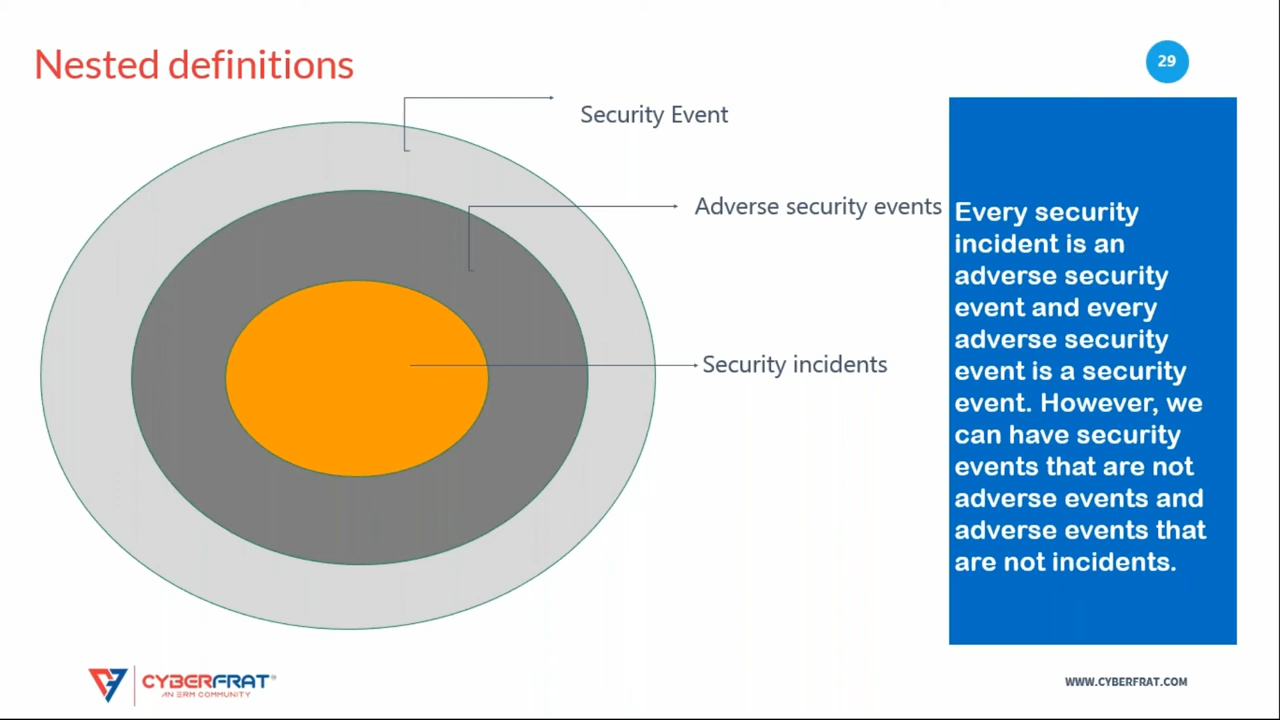 Nested definitions
29
Security Event
Adverse security events
Security incidents
Every security
incident is an
adverse security
event and every
adverse security
event is a security
event. However, we
can have security
events that are not
adverse events and
adverse events that
are not incidents.
CYBERFRAT
AN ERM COMMUNITY
WWW.CYBERFRAT.COM